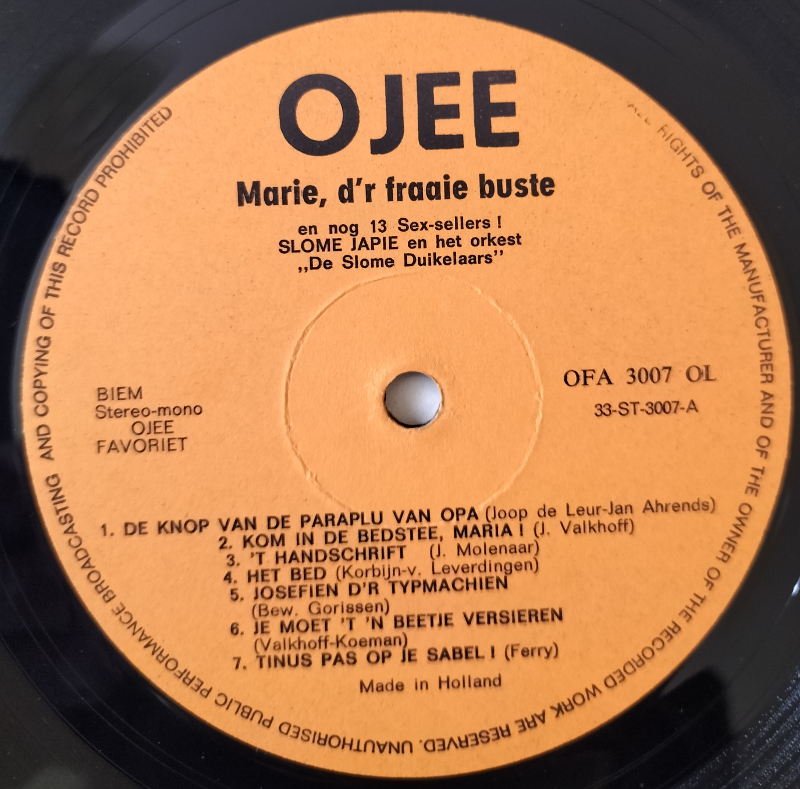 OJEE
Marie, d'r fraaie buste
en nog 13 Sex-sellers !
SLOME JAPIE en het orkest
,,De Slome Duikelaars''
BIEM
Stereo-mono
OJEE
FAVORIET
OFA 3007 OL
33-ST-3007-A
1. DE KNOP VAN DE PARAPLU VAN OPA (Joop de Leur-Jan Ahrends)
2. KOM IN DE BEDSTEE, MARIA ! (J. Valkhoff)
3. 'T HANDSCHRIFT (J. Molenaar)
4. HET BED (Korbijn-v. Leverdingen)
5. JOSEFIEN D'R TYPMACHIEN
(Bew. Gorissen)
6. JE MOET 'T 'N BEETJE VERSIEREN
(Valkhoff-Koeman)
7. TINUS PAS OP JE SABEL ! (Ferry)
Made in Holland
ALL RIGHTS OF THE MANUFACTURER AND OF THE OWNER OF THE RECORDED WORK ARE RESERVED. UNAUTHORISED PUBLIC PERFORMANCE BROADCASTING AND COPYING OF THIS RECORD PROHIBITED